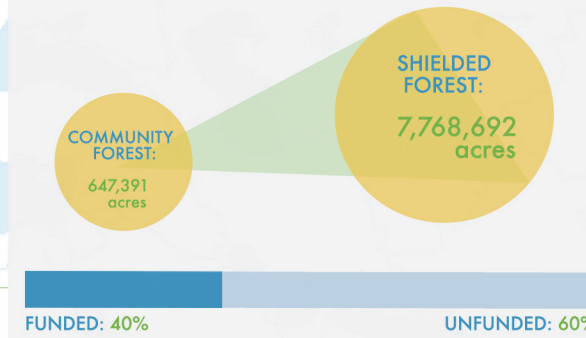 COMMUNITY
FOREST:
647,391
acres
SHIELDED
FOREST:
7,768,692
acres
FUNDED: 40%
UNFUNDED: 60%